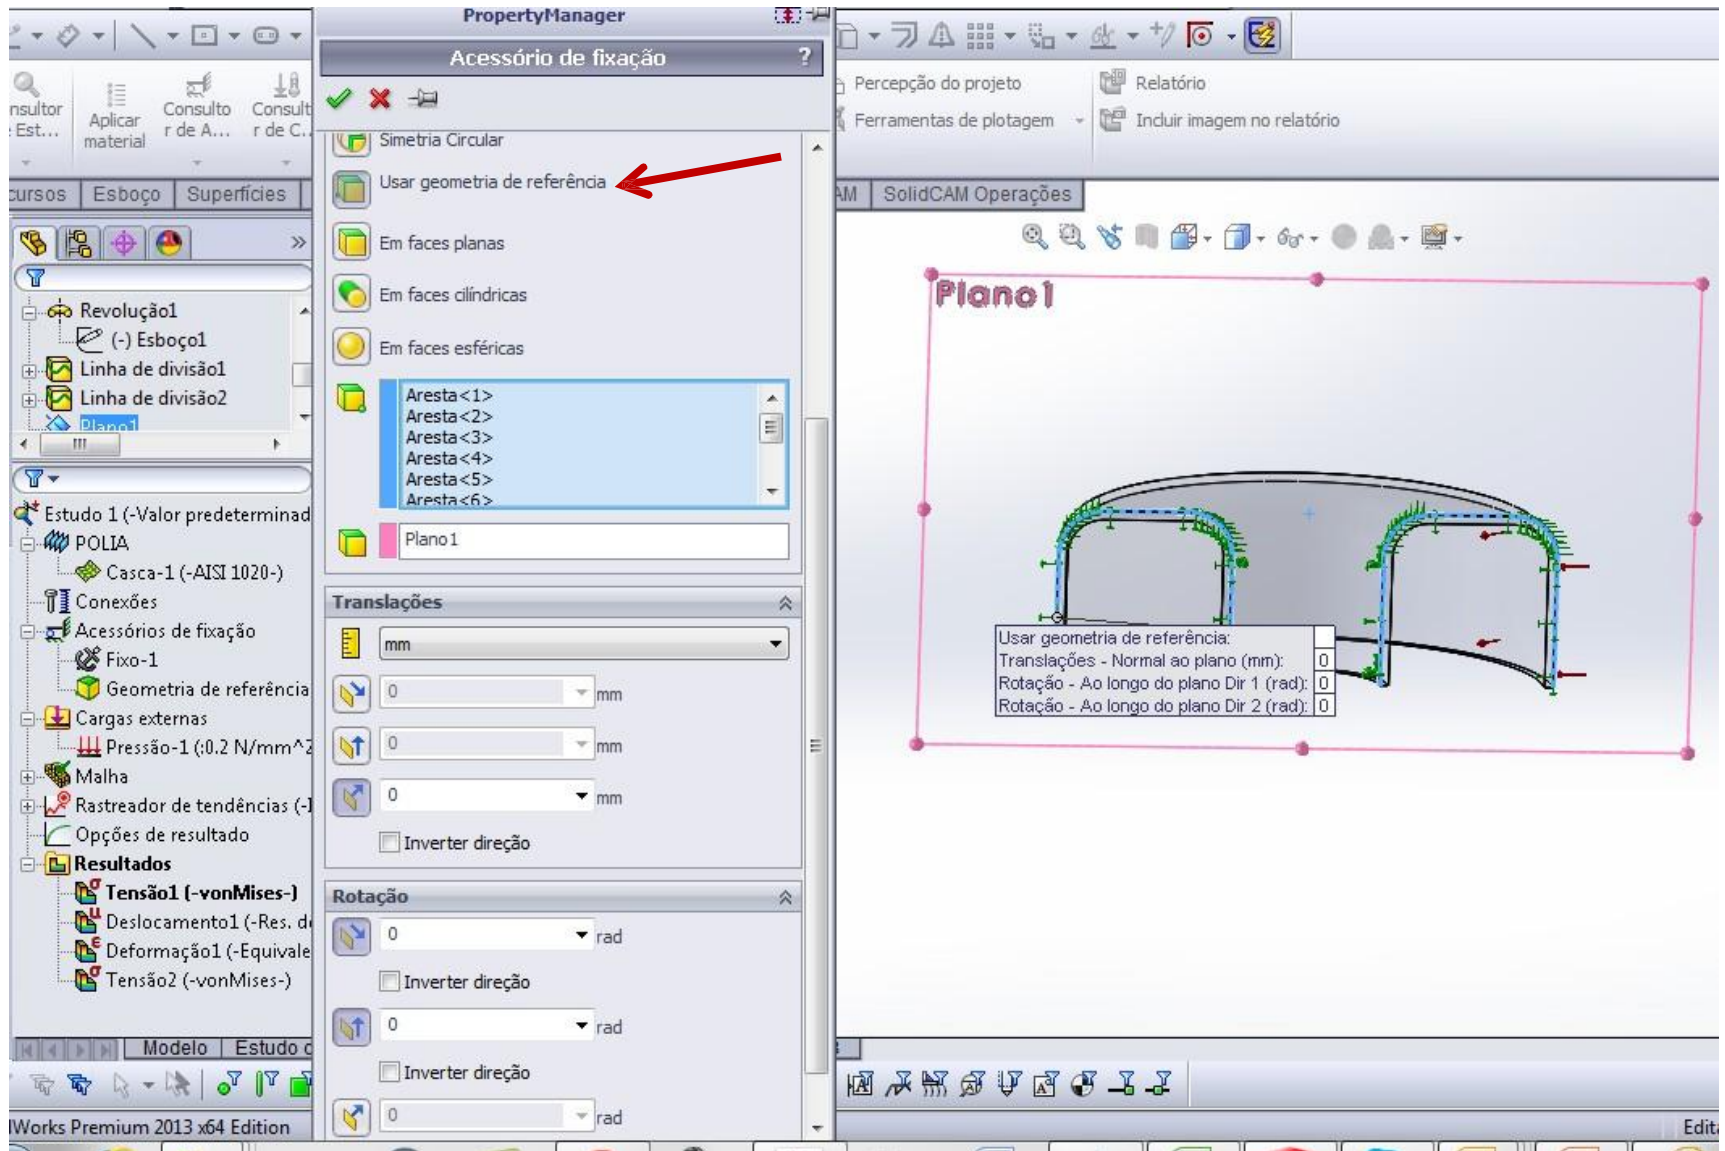 PropertyManager
Acessório de fixação
?
nsultor
Est...
Aplicar
material
Consulto
r de A...
Consult
r de C.
Percepção do projeto
Relatório
Ferramentas de plotagem
Incluir imagem no relatório
cursos
Esboço
Superfícies
AM
SolidCAM Operações
Revolução1
(-) Esboço1
Linha de divisão1
Linha de divisão2
Plano1
Estudo 1 (-Valor predeterminad
POLIA
Casca-1 (-AISI 1020-)
Conexões
Acessórios de fixação
Fixo-1
Geometria de referência
Cargas externas
Pressão-1 (:0.2 N/mm^2
Malha
Rastreador de tendências (-I
Opções de resultado
Resultados
Tensão1 (-vonMises-)
Deslocamento1 (-Res. de
Deformação1 (-Equivale
Tensão2 (-vonMises-)
Modelo
Estudo d
Works Premium 2013 x64 Edition
Simetria Circular
Usar geometria de referência
Em faces planas
Em faces cilíndricas
Em faces esféricas
Aresta<1>
Aresta<2>
Aresta<3>
Aresta<4>
Aresta<5>
Aresta<6>
Plano1
Translações
mm
0 mm
0 mm
0 mm
Inverter direção
Rotação
0 rad
Inverter direção
0 rad
Inverter direção
0 rad
Plano1
Usar geometria de referência:
Translações - Normal ao plano (mm): 0
Rotação - Ao longo do plano Dir 1 (rad): 0
Rotação - Ao longo do plano Dir 2 (rad): 0
Edita